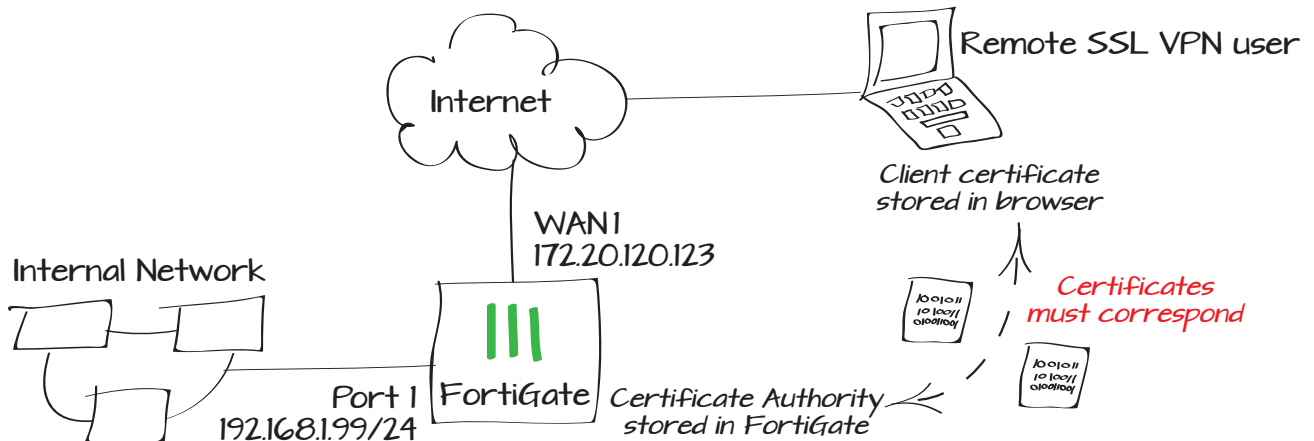 Remote SSL VPN user
Internet
Client certificate
stored in browser
WAN1
172.20.120.123
Internal Network
Certificates
must correspond
Port 1
192.168.1.99/24
FortiGate
Certificate Authority
stored in FortiGate